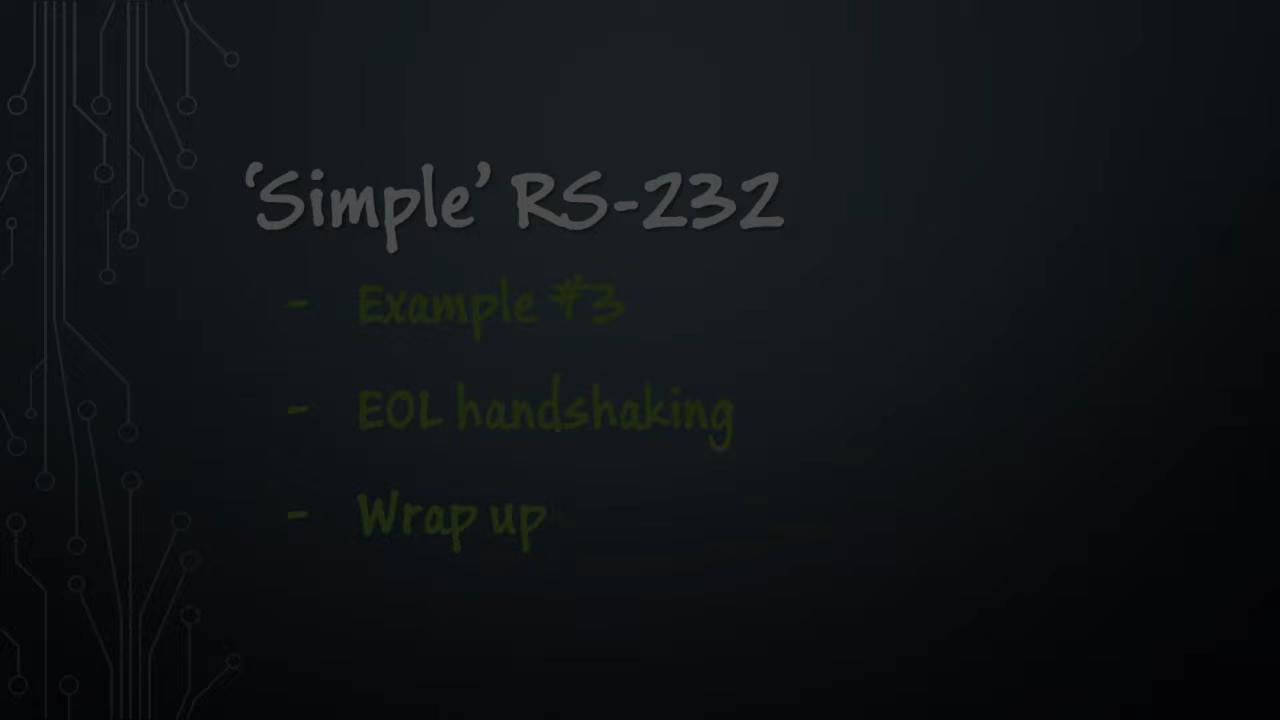 ‘Simple’ RS-232
- Example #3
- EOL handshaking
- Wrap up